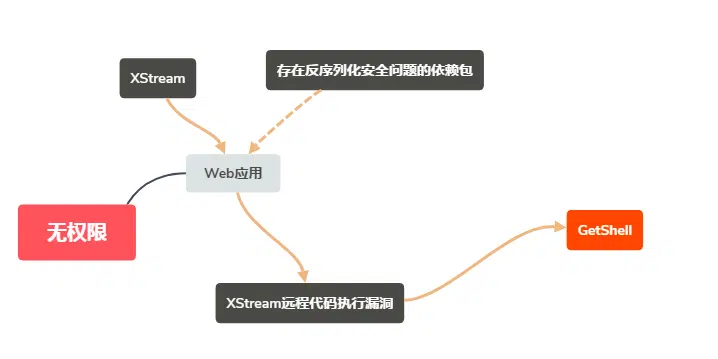 XStream
存在反序列化安全问题的依赖包
Web应用
无权限
GetShell
XStream远程代码执行漏洞